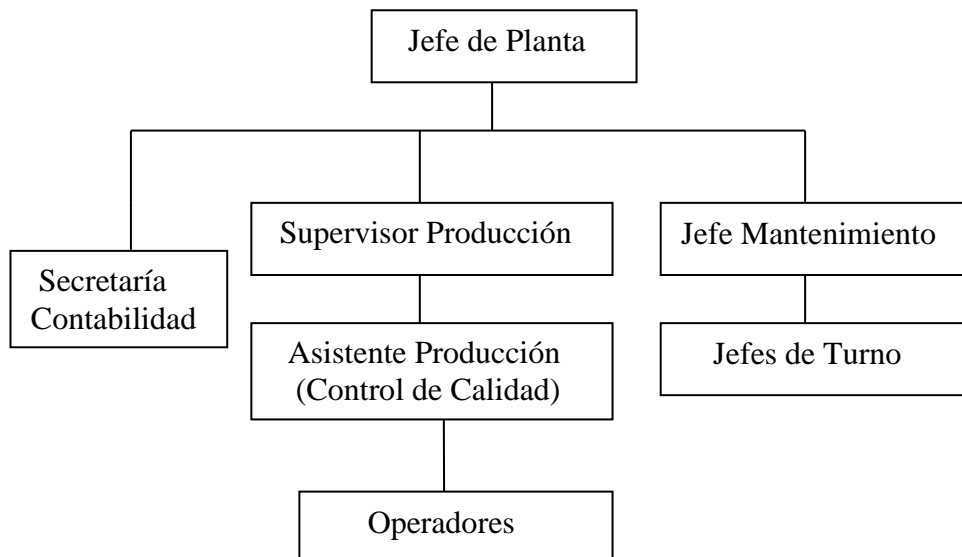 Jefe de Planta
Supervisor Producción
Jefe Mantenimiento
Secretaría
Contabilidad
Asistente Producción
(Control de Calidad)
Jefes de Turno
Operadores